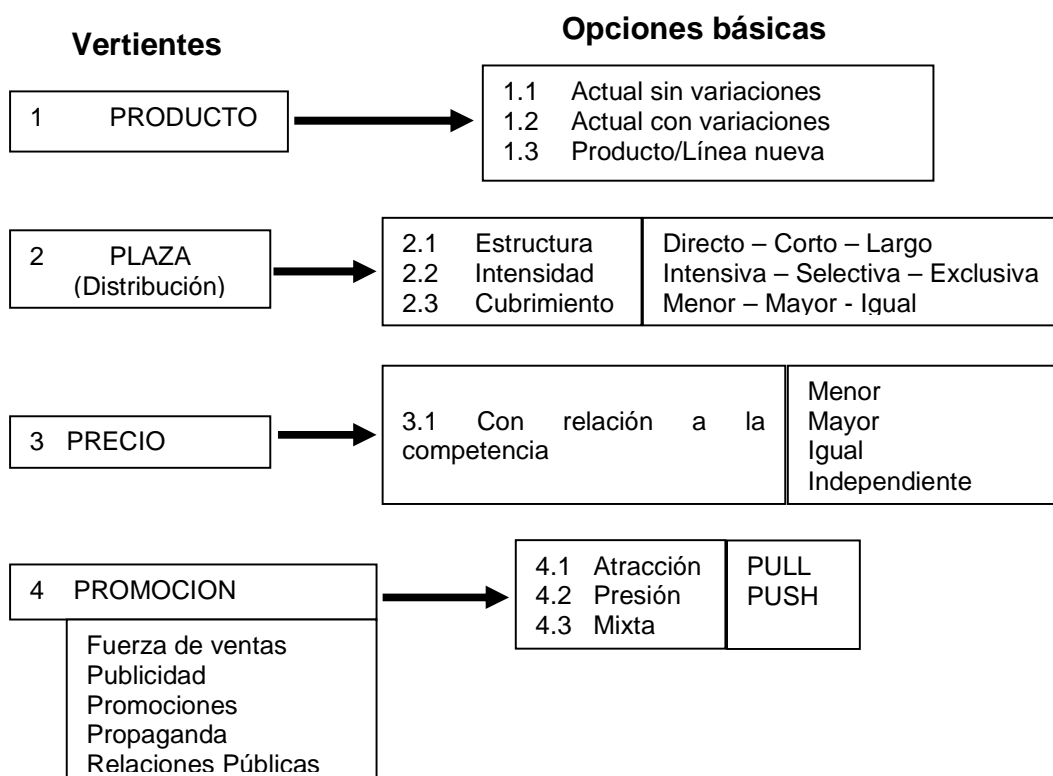 Vertientes
Opciones básicas
1 PRODUCTO
1.1 Actual sin variaciones
1.2 Actual con variaciones
1.3 Producto/Línea nueva
2 PLAZA
(Distribución)
2.1 Estructura
2.2 Intensidad
2.3 Cubrimiento
Directo – Corto – Largo
Intensiva – Selectiva – Exclusiva
Menor – Mayor - Igual
3 PRECIO
3.1 Con relación a la
competencia
Menor
Mayor
Igual
Independiente
4 PROMOCION
Fuerza de ventas
Publicidad
Promociones
Propaganda
Relaciones Públicas
4.1 Atracción
4.2 Presión
4.3 Mixta
PULL
PUSH